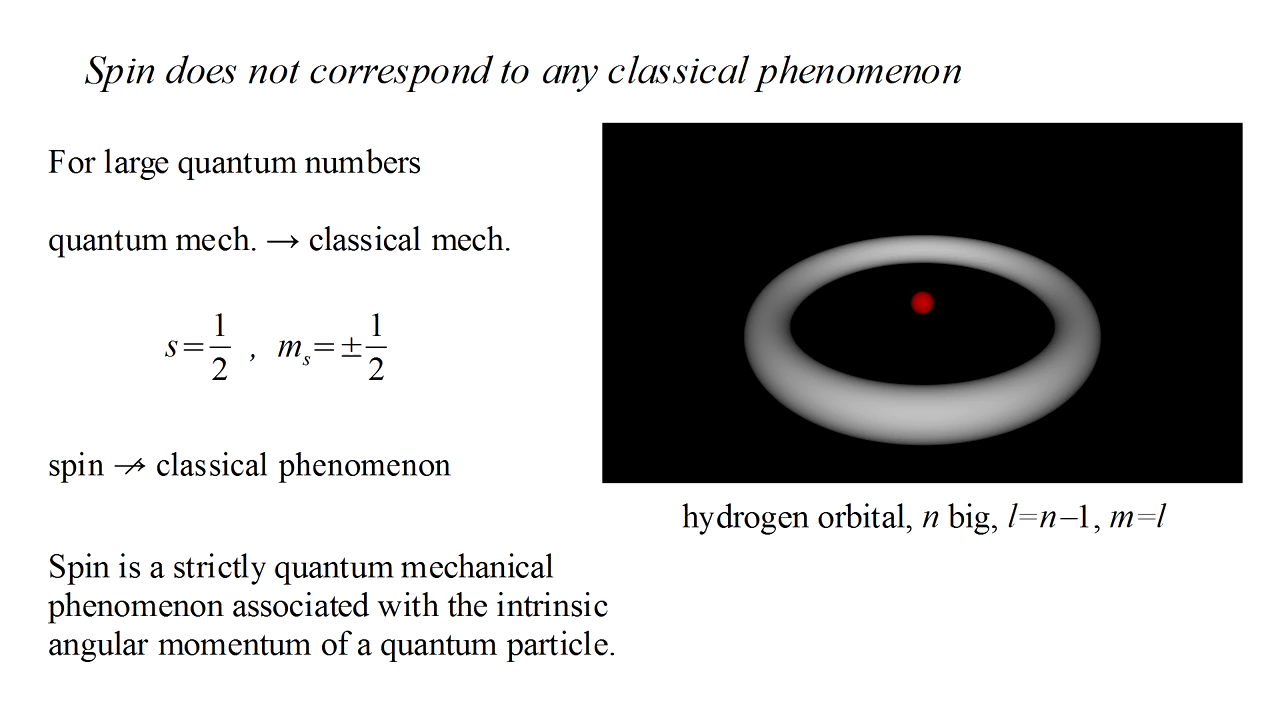 Spin does not correspond to any classical phenomenon
For large quantum numbers
quantum mech. → classical mech.
s=1/2 , mₛ=±1/2
spin ↛ classical phenomenon
hydrogen orbital, n big, l=n–1, m=l
Spin is a strictly quantum mechanical
phenomenon associated with the intrinsic
angular momentum of a quantum particle.